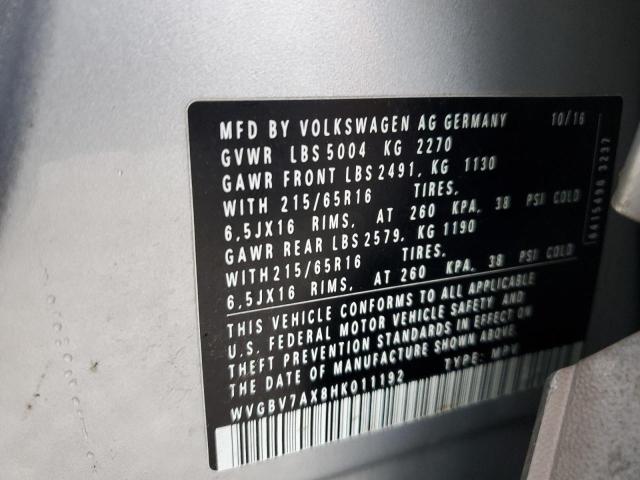 MFD BY VOLKSWAGEN AG GERMANY 10/16
GVWR LBS 5004 KG 2270
GAWR FRONT LBS 2491, KG 1130
WITH 215/65R16 TIRES,
6,5JX16 RIMS, AT 260 KPA, 38 PSI COLD
GAWR REAR LBS 2579, KG 1190
WITH 215/65R16 TIRES,
6,5JX16 RIMS, AT 260 KPA, 38 PSI COLD
THIS VEHICLE CONFORMS TO ALL APPLICABLE
U.S. FEDERAL MOTOR VEHICLE SAFETY AND
THEFT PREVENTION STANDARDS IN EFFECT ON
THE DATE OF MANUFACTURE SHOWN ABOVE.
WVGBV7AX8HK011192 TYPE: MPV